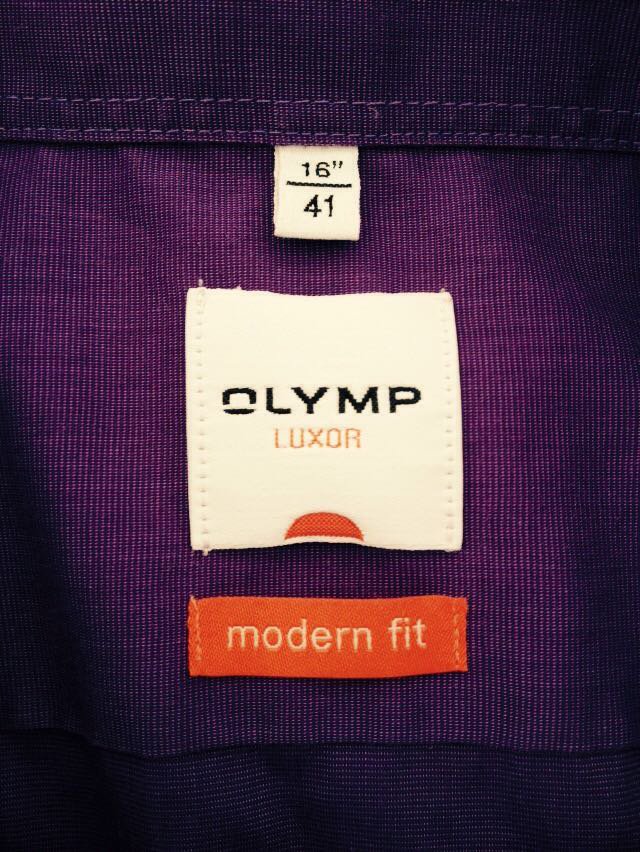 16"
41
OLYMP
LUXOR
modern fit